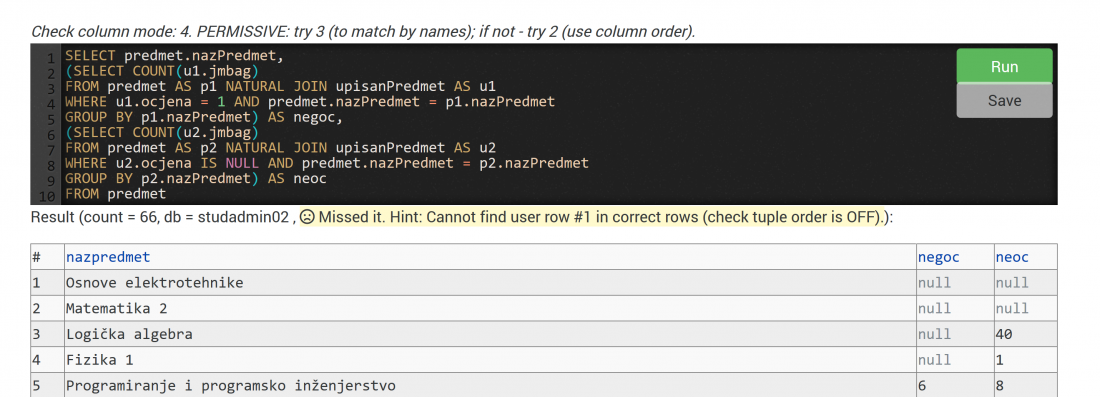 Check column mode: 4. PERMISSIVE: try 3 (to match by names); if not - try 2 (use column order).
1 SELECT predmet.nazPredmet,
2 (SELECT COUNT(u1.jmbag)
3 FROM predmet AS p1 NATURAL JOIN upisanPredmet AS u1
4 WHERE u1.ocjena = 1 AND predmet.nazPredmet = p1.nazPredmet
5 GROUP BY p1.nazPredmet) AS negoc,
6 (SELECT COUNT(u2.jmbag)
7 FROM predmet AS p2 NATURAL JOIN upisanPredmet AS u2
8 WHERE u2.ocjena IS NULL AND predmet.nazPredmet = p2.nazPredmet
9 GROUP BY p2.nazPredmet) AS neoc
10 FROM predmet
Run
Save
Result (count = 66, db = studadmin02 , Missed it. Hint: Cannot find user row #1 in correct rows (check tuple order is OFF).):
# nazpredmet negoc neoc
1 Osnove elektrotehnike null null
2 Matematika 2 null null
3 Logička algebra null 40
4 Fizika 1 null 1
5 Programiranje i programsko inženjerstvo 6 8